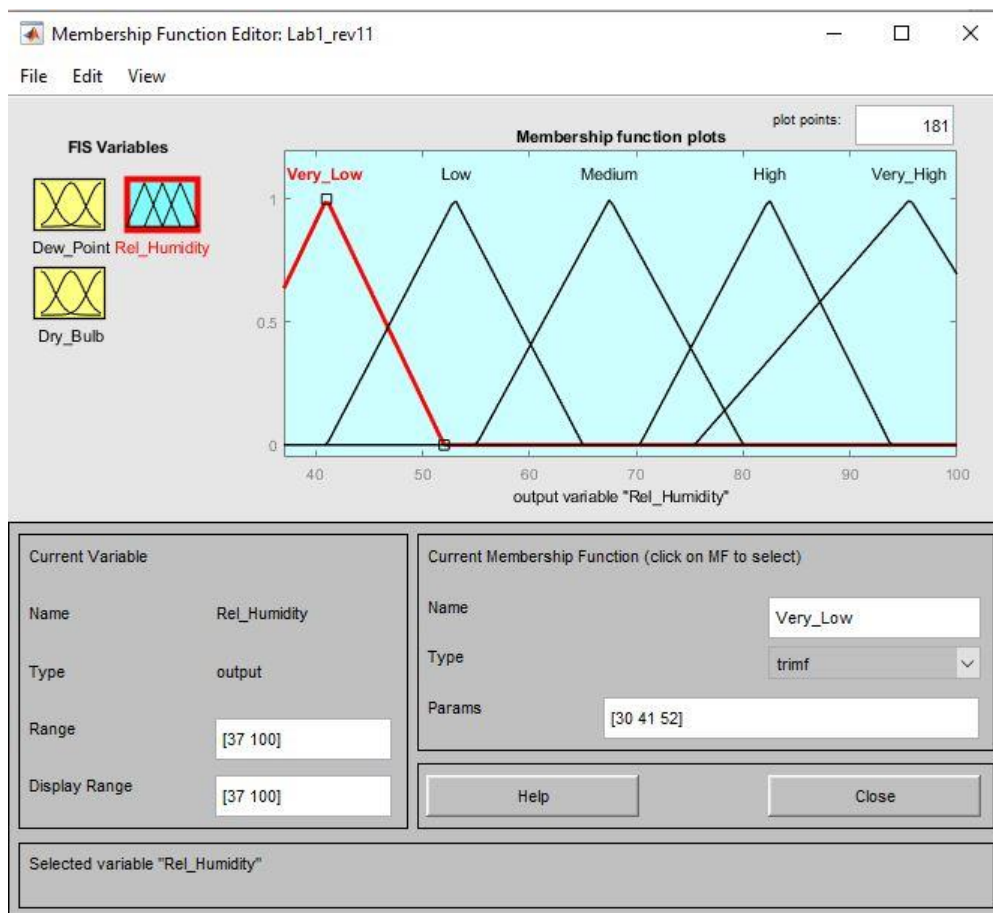 Membership Function Editor: Lab1_rev11
File Edit View
FIS Variables
Dew_Point Rel_Humidity
Dry_Bulb
plot points: 181
Membership function plots
Very_Low Low Medium High Very_High
1
0.5
0
40 50 60 70 80 90 100
output variable "Rel_Humidity"
Current Variable
Name Rel_Humidity
Type output
Range [37 100]
Display Range [37 100]
Current Membership Function (click on MF to select)
Name Very_Low
Type trimf
Params [30 41 52]
Help Close
Selected variable "Rel_Humidity"